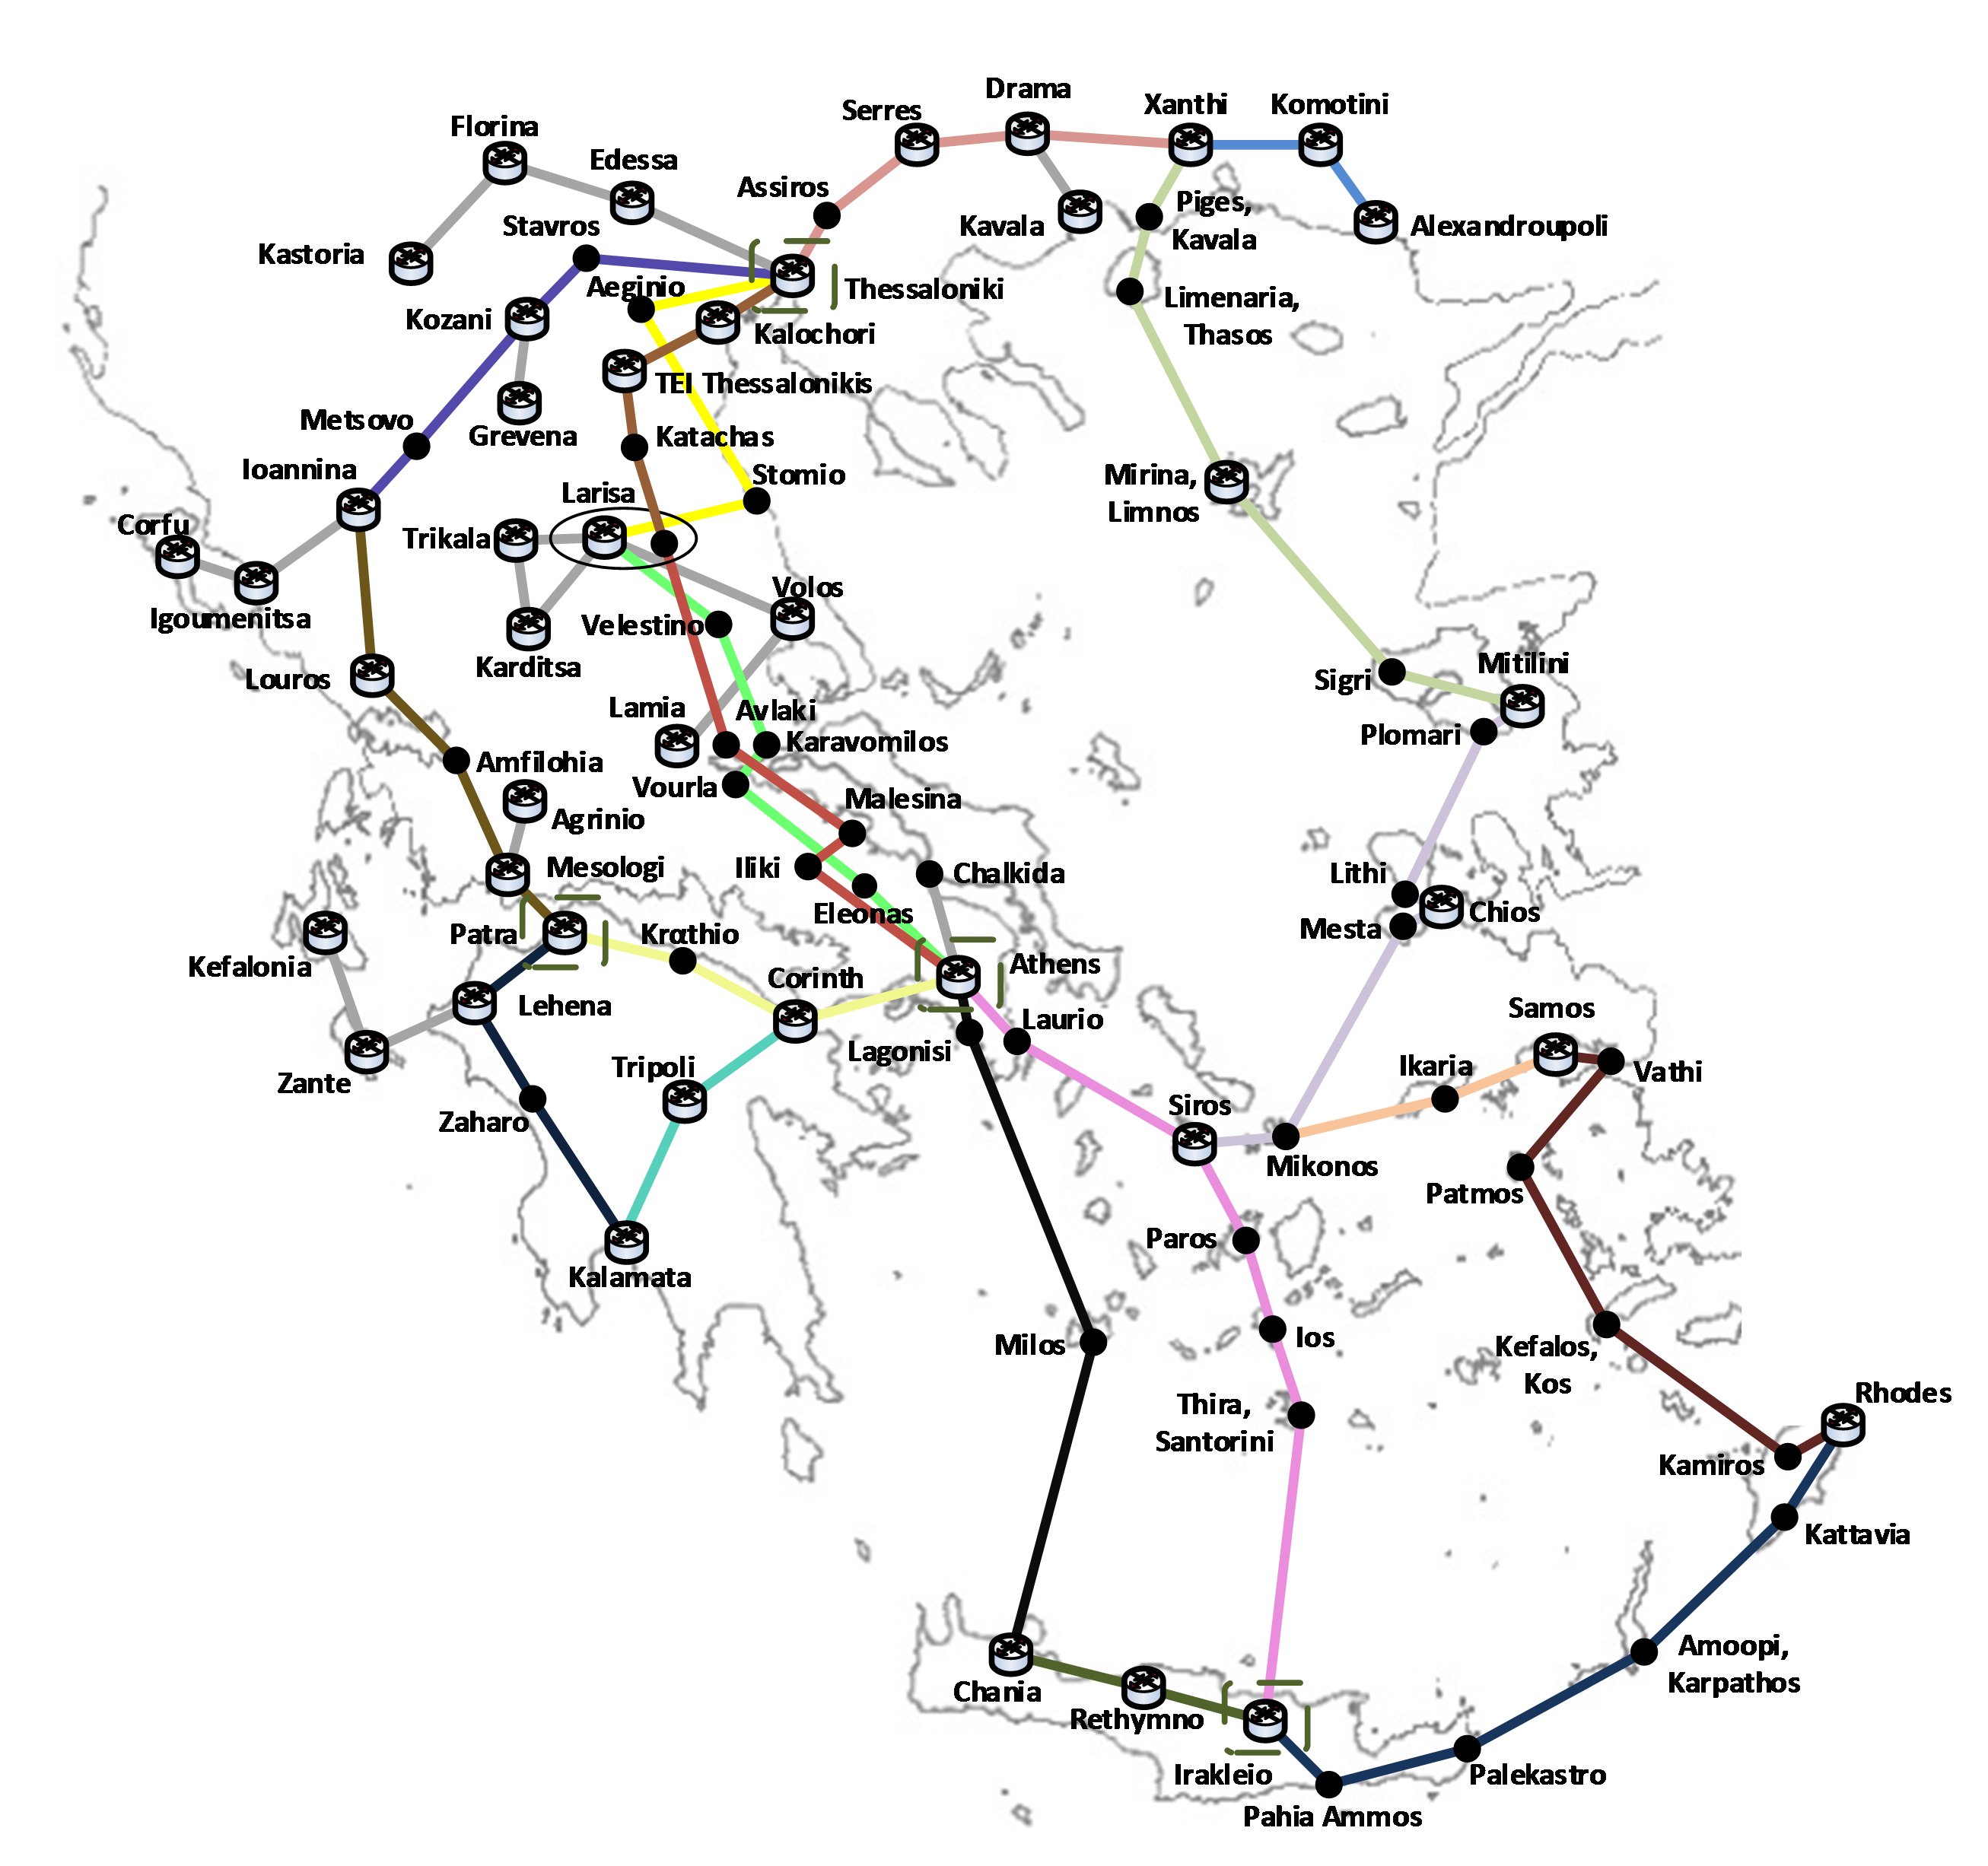 Drama
Xanthi
Komotini
Serres
Florina
Edessa
Assiros
Piges,
Kavala
Kavala
Alexandroupoli
Stavros
Kastoria
Aeginio
Thessaloniki
Limenaria,
Thasos
Kozani
Kalochori
TEI Thessalonikis
Metsovo
Grevena
Katachas
Ioannina
Stomio
Mirina,
Limnos
Larisa
Corfu
Trikala
Volos
Igoumenitsa
Velestino
Karditsa
Louros
Sigri
Mitilini
Lamia
Avlaki
Karavomilos
Plomari
Amfilohia
Vourla
Malesina
Agrinio
Mesologi
Iliki
Chalkida
Lithi
Eleonas
Chios
Mesta
Patra
Krαthio
Kefalonia
Corinth
Athens
Lehena
Samos
Laurio
Lagonisi
Zante
Tripoli
Ikaria
Vathi
Siros
Zaharo
Mikonos
Patmos
Paros
Kalamata
Milos
Ios
Kefalos,
Kos
Thira,
Santorini
Rhodes
Kamiros
Kattavia
Amoopi,
Karpathos
Chania
Rethymno
Irakleio
Palekastro
Pahia Ammos